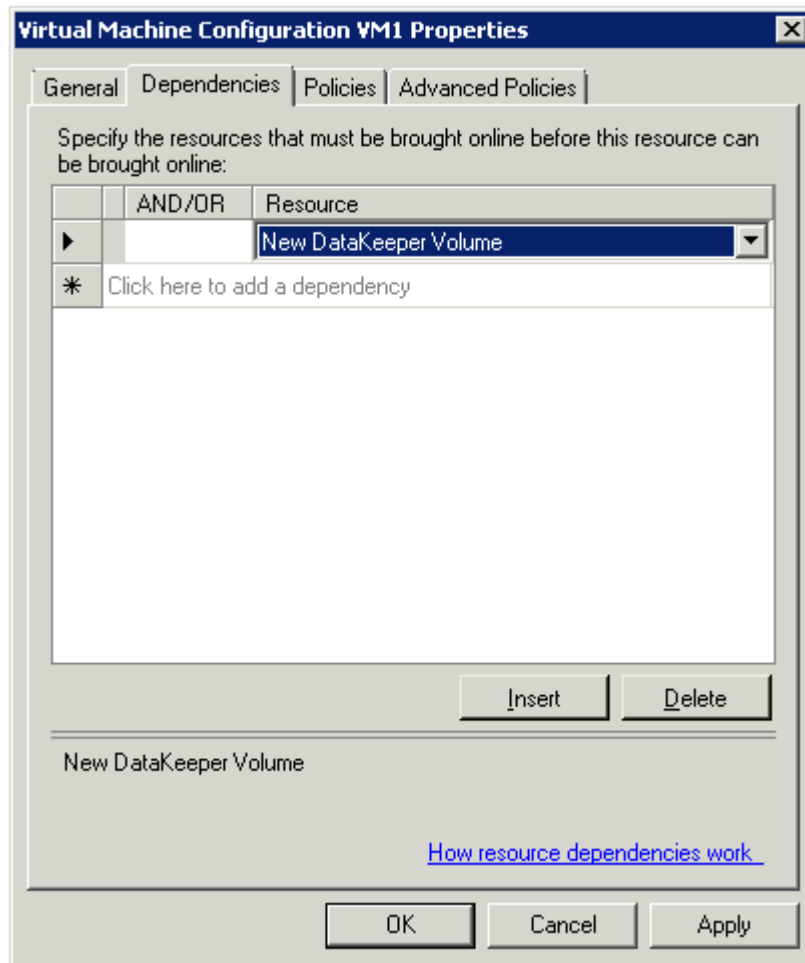 Virtual Machine Configuration VM1 Properties
General Dependencies Policies Advanced Policies
Specify the resources that must be brought online before this resource can
be brought online:
AND/OR Resource
New DataKeeper Volume
Click here to add a dependency
Insert Delete
New DataKeeper Volume
How resource dependencies work
OK Cancel Apply